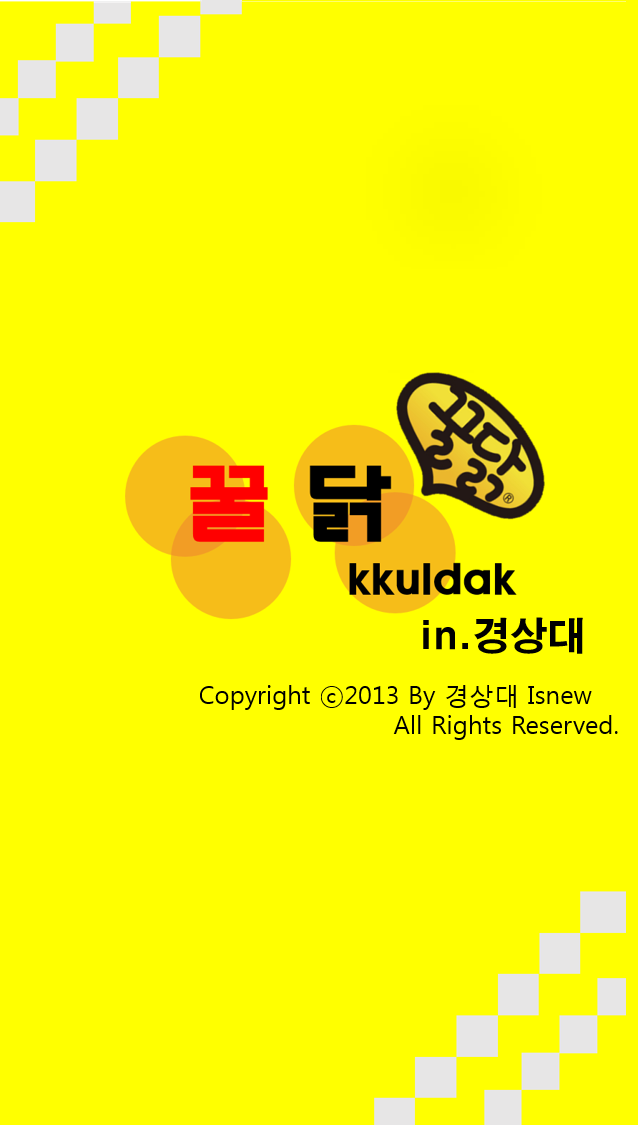 꿀닭®
꿀 닭
kkuldak
in.경상대
Copyright ⓒ2013 By 경상대 Isnew
All Rights Reserved.